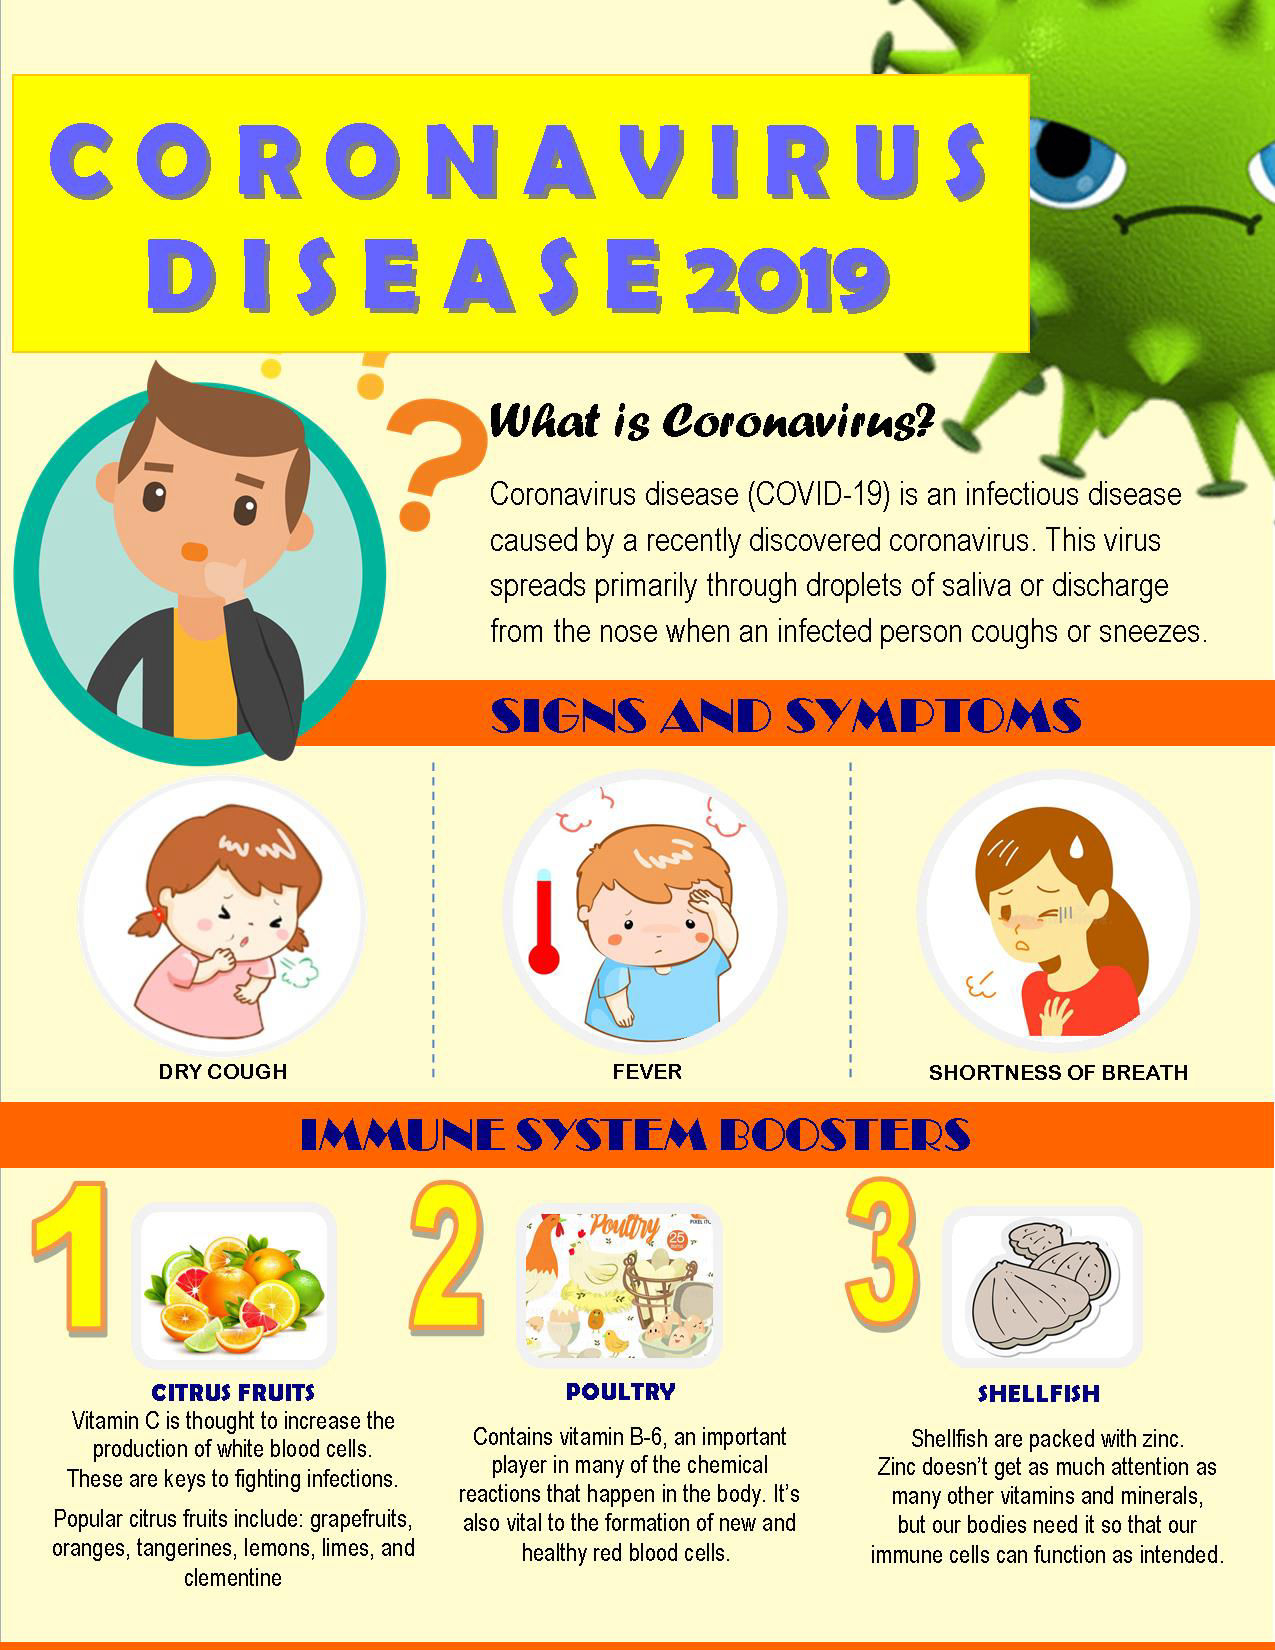 CORONAVIRUS
DISEASE 2019
What is Coronavirus?
Coronavirus disease (COVID-19) is an infectious disease
caused by a recently discovered coronavirus. This virus
spreads primarily through droplets of saliva or discharge
from the nose when an infected person coughs or sneezes.
SIGNS AND SYMPTOMS
DRY COUGH
FEVER
SHORTNESS OF BREATH
IMMUNE SYSTEM BOOSTERS
1
CITRUS FRUITS
Vitamin C is thought to increase the
production of white blood cells.
These are keys to fighting infections.
Popular citrus fruits include: grapefruits,
oranges, tangerines, lemons, limes, and
clementine
2
Poultry
25
POULTRY
Contains vitamin B-6, an important
player in many of the chemical
reactions that happen in the body. It's
also vital to the formation of new and
healthy red blood cells.
3
SHELLFISH
Shellfish are packed with zinc.
Zinc doesn't get as much attention as
many other vitamins and minerals,
but our bodies need it so that our
immune cells can function as intended.